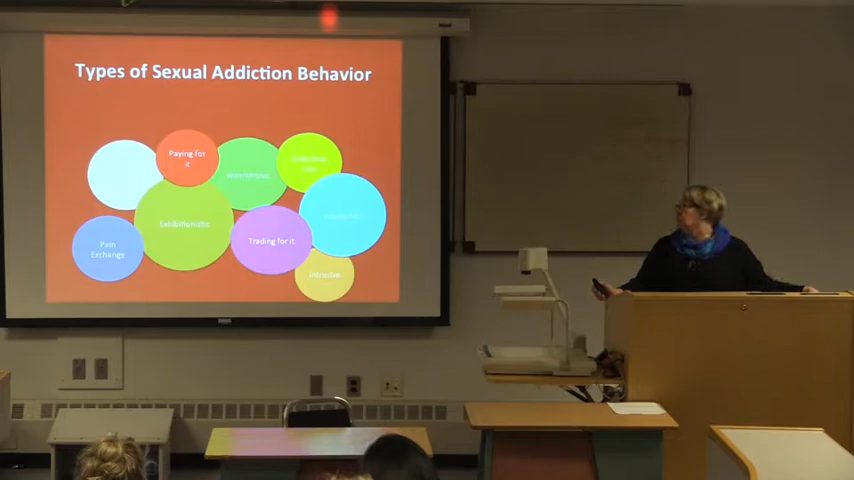 Types of Sexual Addiction Behavior
Paying for
it
Exhibitionistic
Trading for it
Pain
Exchange
Intrusive